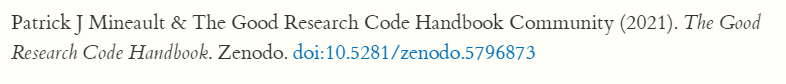 Patrick J Mineault & The Good Research Code Handbook Community (2021). The Good
Research Code Handbook. Zenodo. doi:10.5281/zenodo.5796873